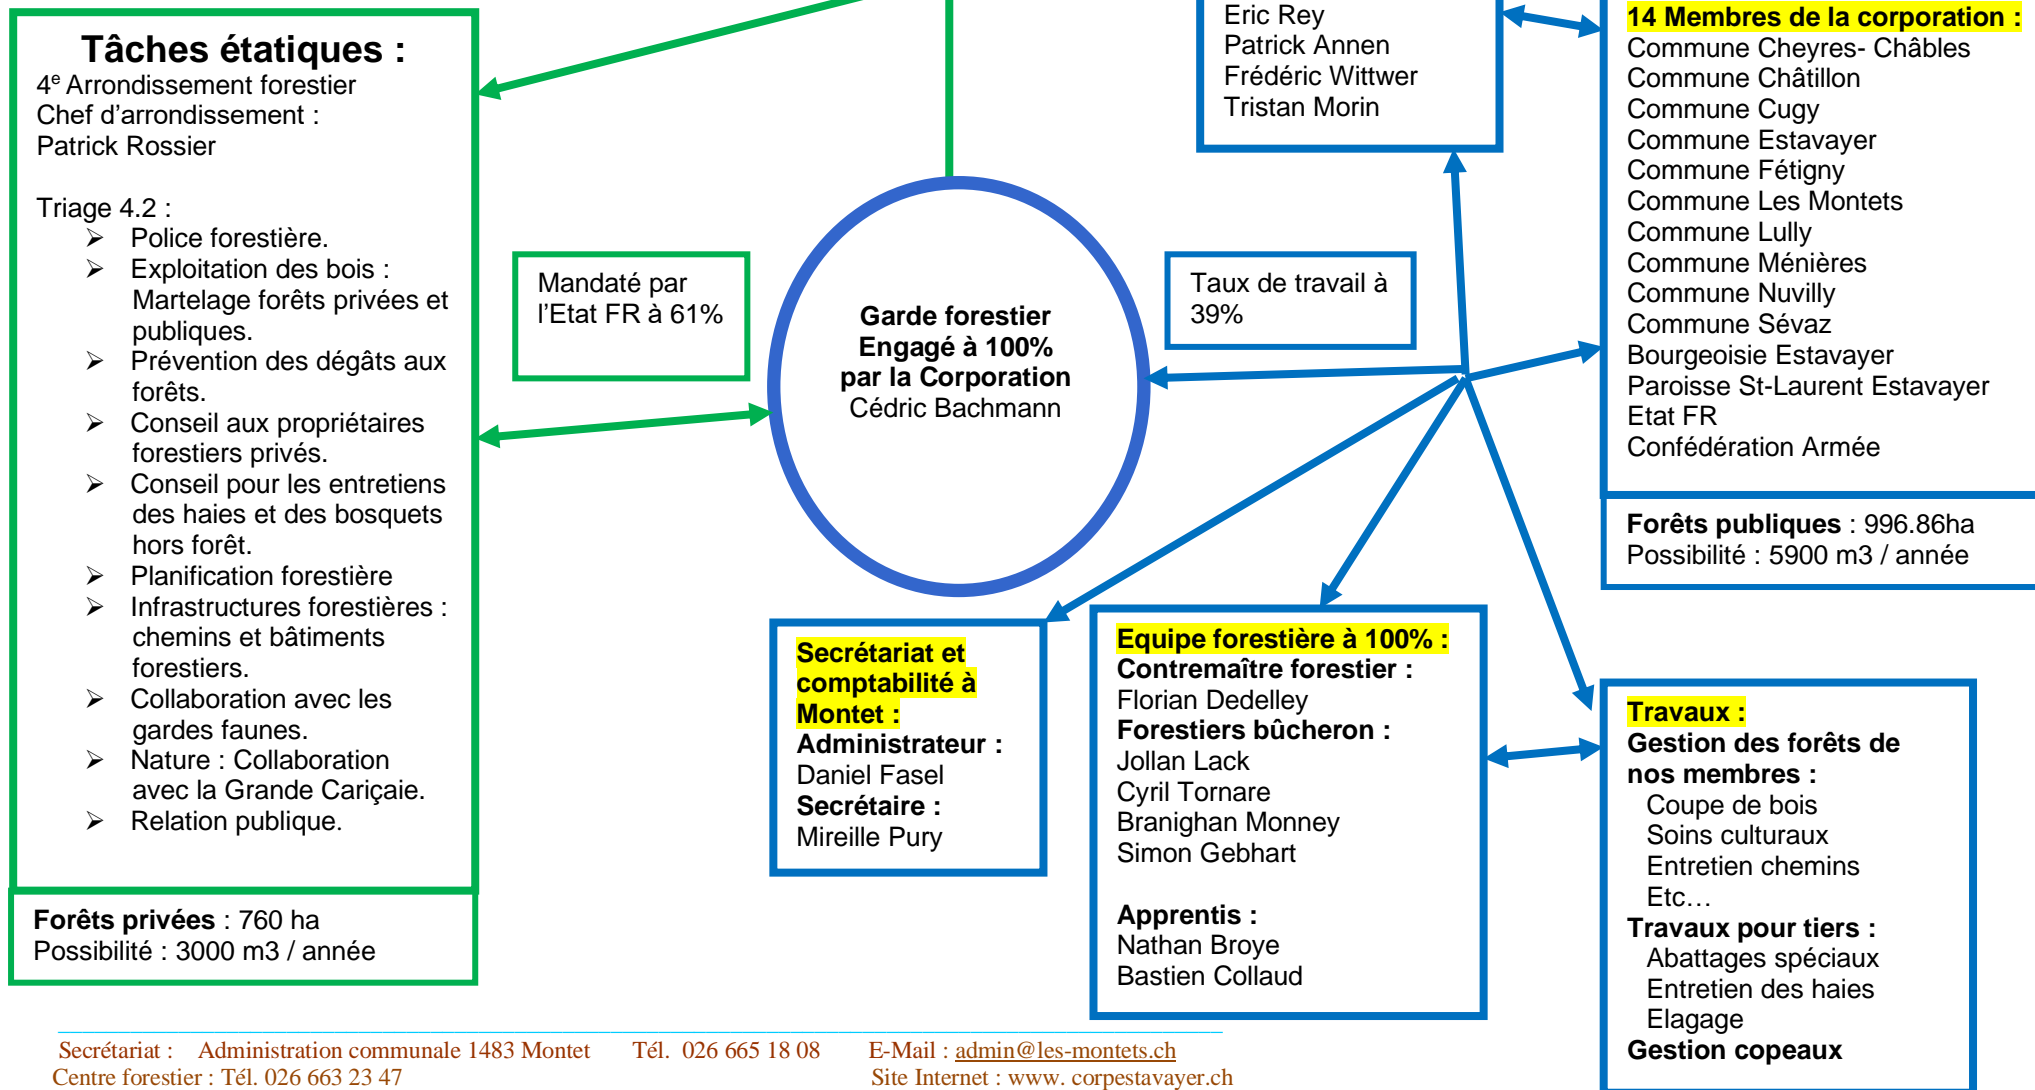 Tâches étatiques :
4e Arrondissement forestier
Chef d'arrondissement :
Patrick Rossier
Triage 4.2 :
➢ Police forestière.
➢ Exploitation des bois :
Martelage forêts privées et
publiques.
➢ Prévention des dégâts aux
forêts.
➢ Conseil aux propriétaires
forestiers privés.
➢ Conseil pour les entretiens
des haies et des bosquets
hors forêt.
➢ Planification forestière
➢ Infrastructures forestières :
chemins et bâtiments
forestiers.
➢ Collaboration avec les
gardes faunes.
➢ Nature : Collaboration
avec la Grande Cariçaie.
➢ Relation publique.
Forêts privées : 760 ha
Possibilité : 3000 m3 / année
Mandaté par
l'Etat FR à 61%
Garde forestier
Engagé à 100%
par la Corporation
Cédric Bachmann
Taux de travail à
39%
Eric Rey
Patrick Annen
Frédéric Wittwer
Tristan Morin
14 Membres de la corporation :
Commune Cheyres- Châbles
Commune Châtillon
Commune Cugy
Commune Estavayer
Commune Fétigny
Commune Les Montets
Commune Lully
Commune Ménières
Commune Nuvilly
Commune Sévaz
Bourgeoisie Estavayer
Paroisse St-Laurent Estavayer
Etat FR
Confédération Armée
Forêts publiques : 996.86ha
Possibilité : 5900 m3 / année
Secrétariat et
comptabilité à
Montet :
Administrateur :
Daniel Fasel
Secrétaire :
Mireille Pury
Equipe forestière à 100% :
Contremaître forestier :
Florian Dedelley
Forestiers bûcheron :
Jollan Lack
Cyril Tornare
Branighan Monney
Simon Gebhart
Apprentis :
Nathan Broye
Bastien Collaud
Travaux :
Gestion des forêts de
nos membres :
Coupe de bois
Soins culturaux
Entretien chemins
Etc…
Travaux pour tiers :
Abattages spéciaux
Entretien des haies
Elagage
Gestion copeaux
Secrétariat : Administration communale 1483 Montet Tél. 026 665 18 08 E-Mail : admin@les-montets.ch
Centre forestier : Tél. 026 663 23 47 Site Internet : www. corpestavayer.ch